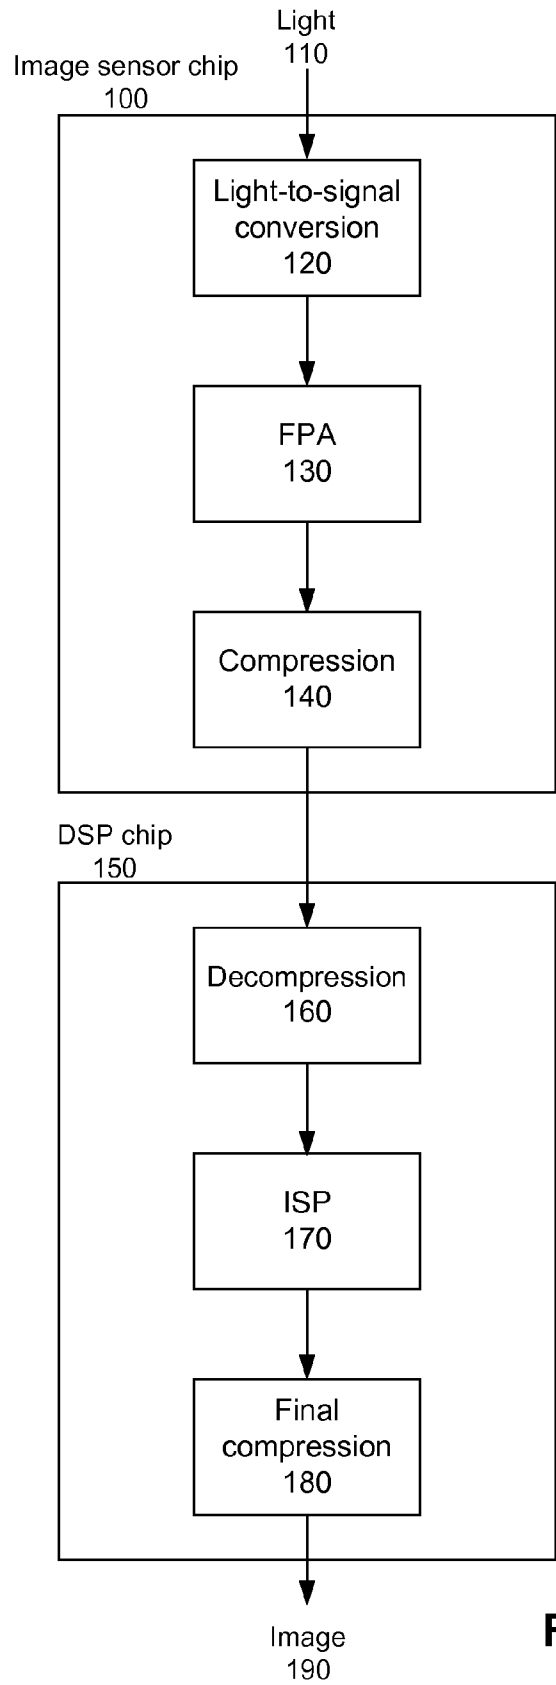 Light
110
Image sensor chip
100
Light-to-signal
conversion
120
FPA
130
Compression
140
DSP chip
150
Decompression
160
ISP
170
Final
compression
180
Image
190